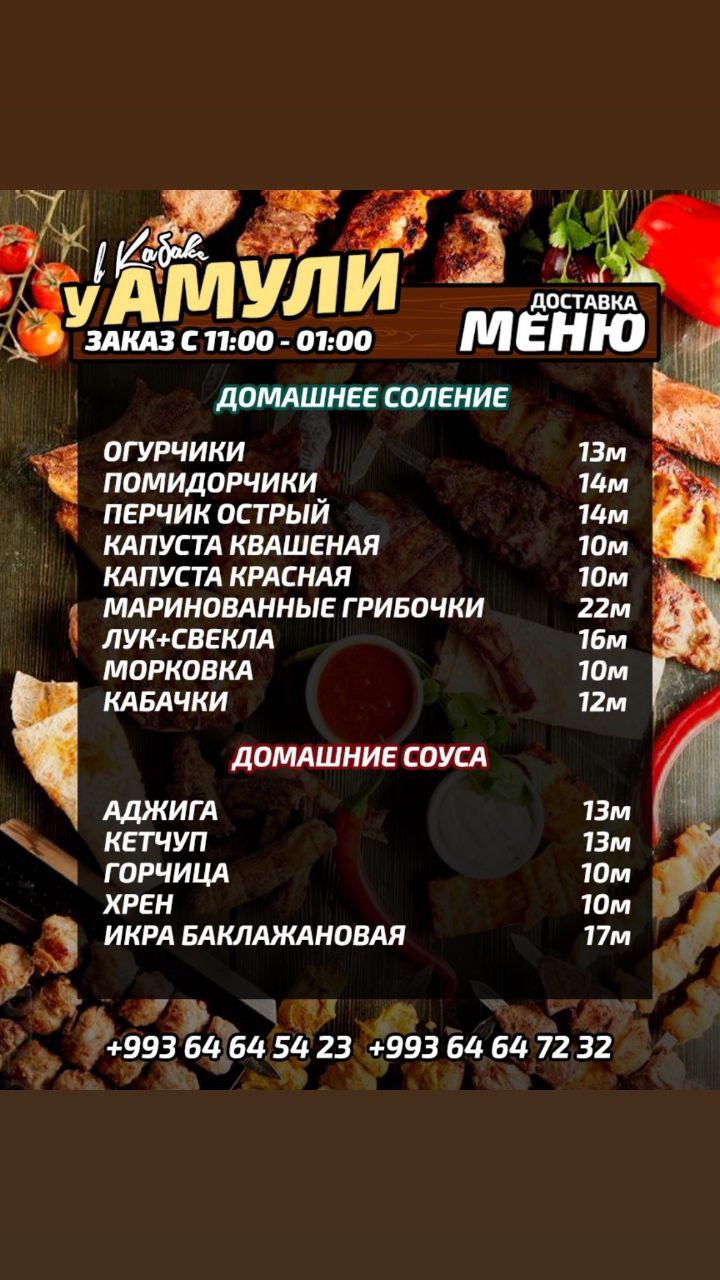 в Кабаке
у АМУЛИ
ЗАКАЗ С 11:00 - 01:00
ДОСТАВКА
МЕНЮ
ДОМАШНЕЕ СОЛЕНИЕ
ОГУРЧИКИ 13м
ПОМИДОРЧИКИ 14м
ПЕРЧИК ОСТРЫЙ 14м
КАПУСТА КВАШЕНАЯ 10м
КАПУСТА КРАСНАЯ 10м
МАРИНОВАННЫЕ ГРИБОЧКИ 22м
ЛУК+СВЕКЛА 16м
МОРКОВКА 10м
КАБАЧКИ 12м
ДОМАШНИЕ СОУСА
АДЖИГА 13м
КЕТЧУП 13м
ГОРЧИЦА 10м
ХРЕН 10м
ИКРА БАКЛАЖАНОВАЯ 17м
+993 64 64 54 23 +993 64 64 72 32